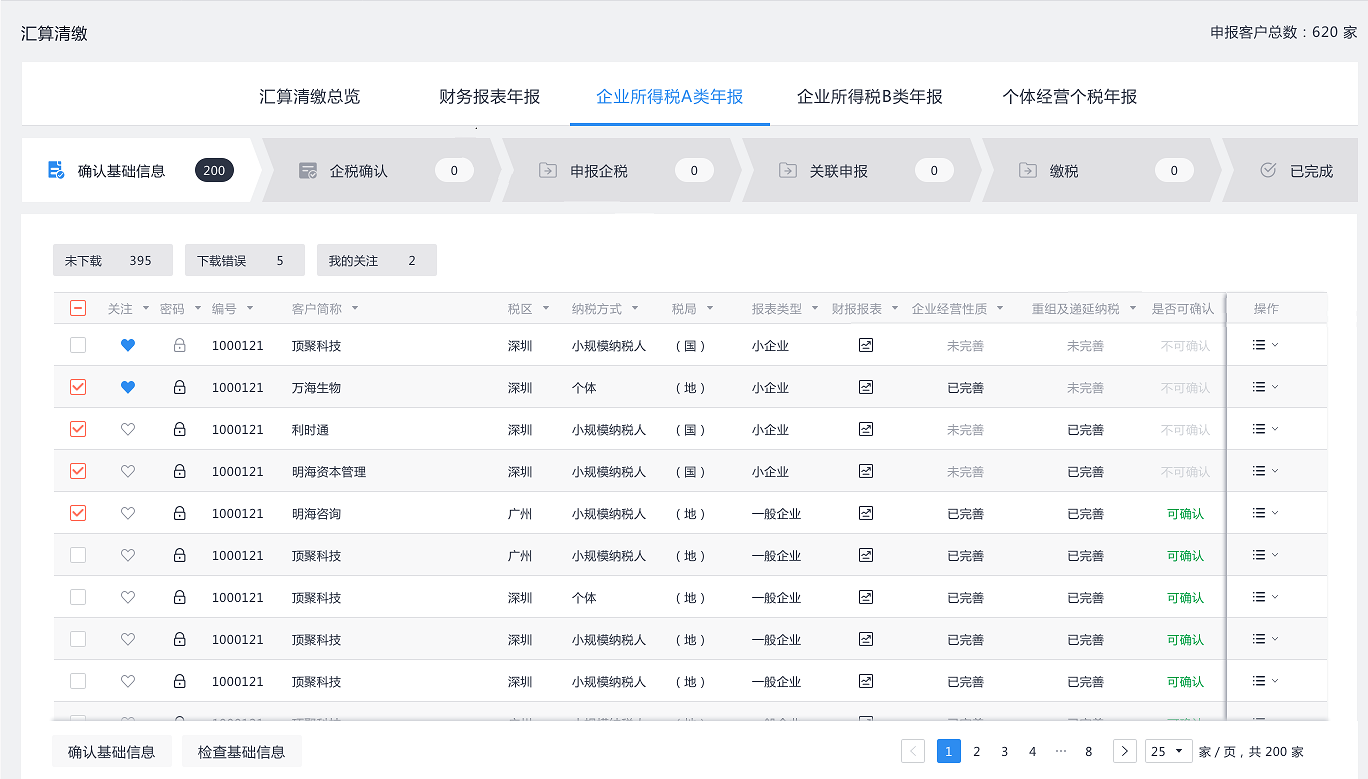 汇算清缴 申报客户总数：620 家
汇算清缴总览 财务报表年报 企业所得税A类年报 企业所得税B类年报 个体经营个税年报
确认基础信息 200 企税确认 0 申报企税 0 关联申报 0 缴税 0 已完成
未下载 395 下载错误 5 我的关注 2
关注 密码 编号 客户简称 税区 纳税方式 税局 报表类型 财报报表 企业经营性质 重组及递延纳税 是否可确认 操作
1000121 顶聚科技 深圳 小规模纳税人 （国） 小企业 未完善 未完善 不可确认
1000121 万海生物 深圳 个体 （地） 小企业 已完善 未完善 不可确认
1000121 利时通 深圳 小规模纳税人 （国） 小企业 未完善 已完善 不可确认
1000121 明海资本管理 深圳 小规模纳税人 （国） 小企业 未完善 已完善 不可确认
1000121 明海咨询 广州 小规模纳税人 （地） 一般企业 已完善 已完善 可确认
1000121 顶聚科技 广州 小规模纳税人 （地） 一般企业 已完善 已完善 可确认
1000121 顶聚科技 深圳 个体 （地） 一般企业 已完善 已完善 可确认
1000121 顶聚科技 深圳 小规模纳税人 （地） 一般企业 已完善 已完善 可确认
1000121 顶聚科技 深圳 小规模纳税人 （地） 一般企业 已完善 已完善 可确认
确认基础信息 检查基础信息 1 2 3 4 ··· 8 25 家 / 页，共 200 家